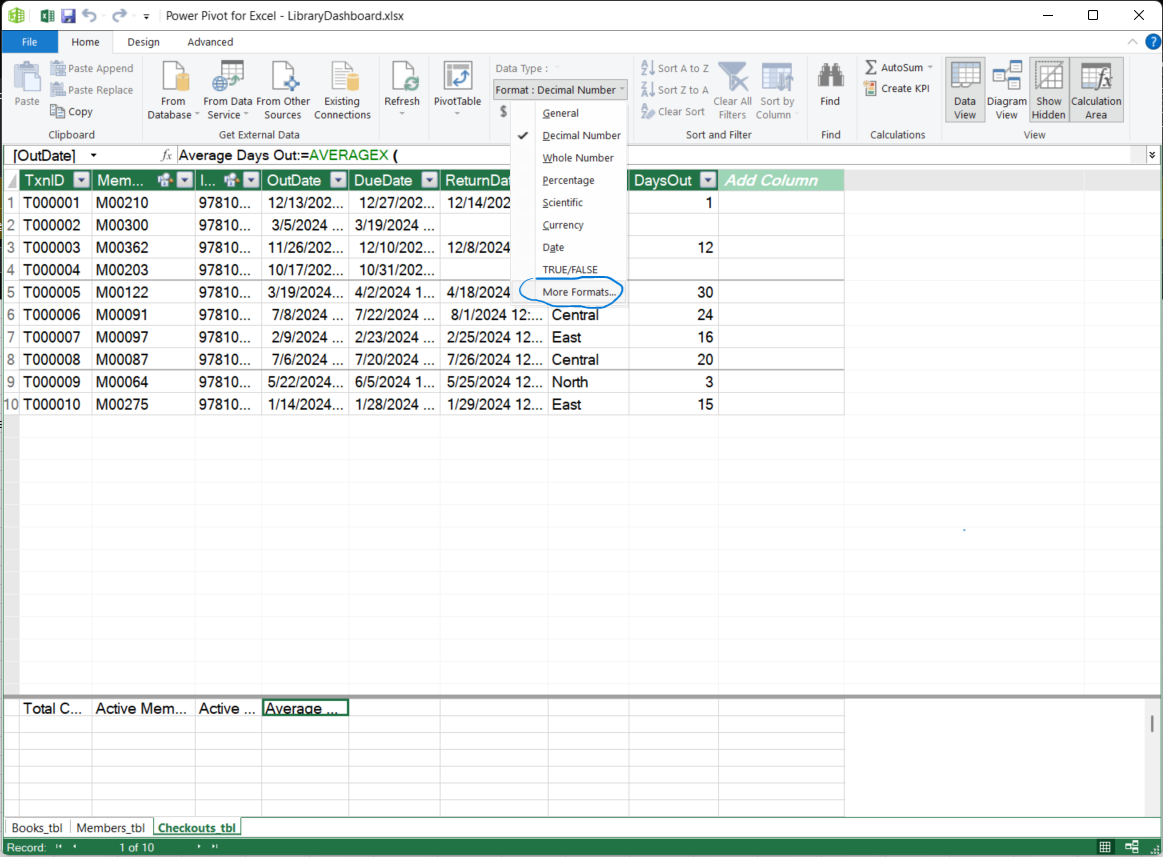 Power Pivot for Excel - LibraryDashboard.xlsx
File Home Design Advanced ?
Paste
Paste Append
Paste Replace
Copy
Clipboard
From Database
From Data Service
From Other Sources
Existing Connections
Get External Data
Refresh
PivotTable
Data Type :
Format : Decimal Number
$
General
Decimal Number
Whole Number
Percentage
Scientific
Currency
Date
TRUE/FALSE
More Formats...
Sort A to Z
Sort Z to A
Clear Sort
Clear All Filters
Sort by Column
Sort and Filter
Find
Find
AutoSum
Create KPI
Calculations
Data View
Diagram View
Show Hidden
Calculation Area
View
[OutDate] fx Average Days Out:=AVERAGEX (
TxnID Mem... I... OutDate DueDate ReturnDat DaysOut Add Column
1 T000001 M00210 97810... 12/13/202... 12/27/202... 12/14/202 1
2 T000002 M00300 97810... 3/5/2024 ... 3/19/2024 ...
3 T000003 M00362 97810... 11/26/202... 12/10/202... 12/8/2024 12
4 T000004 M00203 97810... 10/17/202... 10/31/202...
5 T000005 M00122 97810... 3/19/2024 ... 4/2/2024 1... 4/18/2024 30
6 T000006 M00091 97810... 7/8/2024 ... 7/22/2024 ... 8/1/2024 12:... Central 24
7 T000007 M00097 97810... 2/9/2024 ... 2/23/2024 ... 2/25/2024 12... East 16
8 T000008 M00087 97810... 7/6/2024 ... 7/20/2024 ... 7/26/2024 12... Central 20
9 T000009 M00064 97810... 5/22/2024... 6/5/2024 1... 5/25/2024 12... North 3
10 T000010 M00275 97810... 1/14/2024... 1/28/2024 ... 1/29/2024 12... East 15
Total C... Active Mem... Active ... Average ...
Books_tbl Members_tbl Checkouts_tbl
Record: 1 of 10